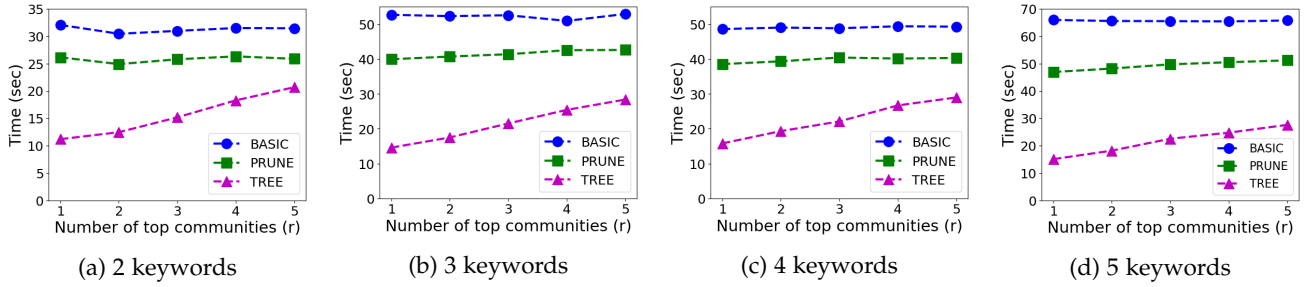 35
30
25
20
15
10
5
0
Time (sec)
BASIC
PRUNE
TREE
1 2 3 4 5
Number of top communities (r)
(a) 2 keywords
50
40
30
20
10
0
Time (sec)
BASIC
PRUNE
TREE
1 2 3 4 5
Number of top communities (r)
(b) 3 keywords
50
40
30
20
10
0
Time (sec)
BASIC
PRUNE
TREE
1 2 3 4 5
Number of top communities (r)
(c) 4 keywords
70
60
50
40
30
20
10
0
Time (sec)
BASIC
PRUNE
TREE
1 2 3 4 5
Number of top communities (r)
(d) 5 keywords